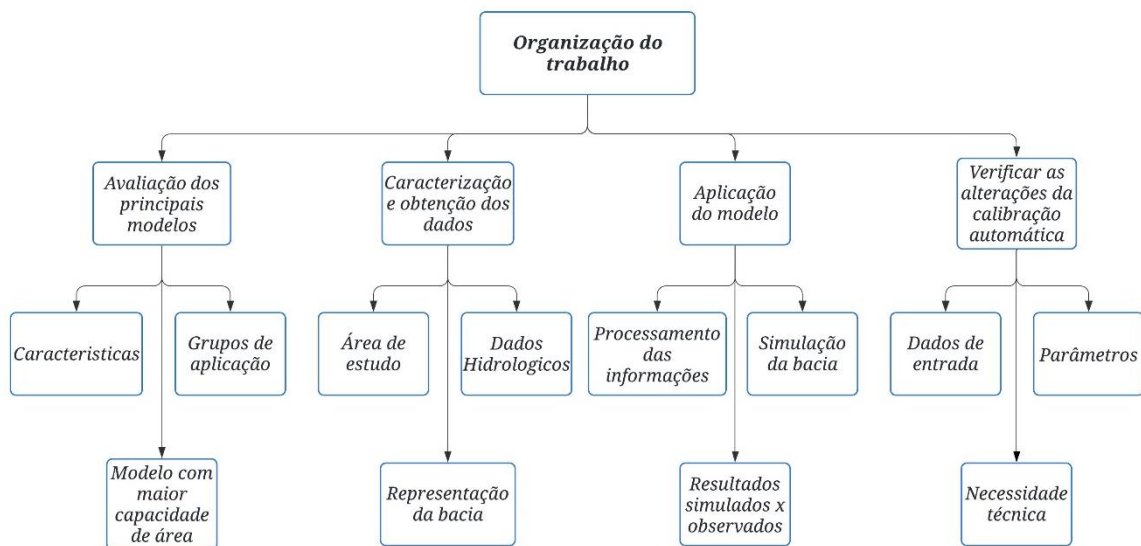 Organização do
trabalho
Avaliação dos
principais
modelos
Caracterização
e obtenção dos
dados
Aplicação
do modelo
Verificar as
alterações da
calibração
automática
Caracteristicas
Grupos de
aplicação
Área de
estudo
Dados
Hidrologicos
Processamento
das
informações
Simulação
da bacia
Dados de
entrada
Parâmetros
Modelo com
maior
capacidade
de área
Representação
da bacia
Resultados
simulados x
observados
Necessidade
técnica